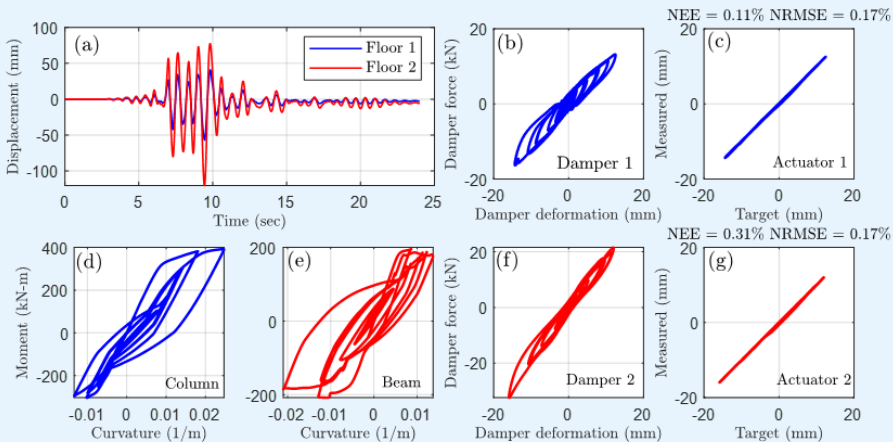 NEE = 0.11% NRMSE = 0.17%
100
50
0
-50
-100
Displacement (mm)
(a)
Floor 1
Floor 2
0 5 10 15 20 25
Time (sec)
20
0
-20
Damper force (kN)
(b)
Damper 1
-20 0 20
Damper deformation (mm)
20
0
-20
Measured (mm)
(c)
Actuator 1
-20 0 20
Target (mm)
NEE = 0.31% NRMSE = 0.17%
400
200
0
-200
Moment (kN-m)
(d)
Column
-0.01 0 0.01 0.02
Curvature (1/m)
200
0
-200
(e)
Beam
-0.02 -0.01 0 0.01
Curvature (1/m)
20
0
-20
Damper force (kN)
(f)
Damper 2
-20 0 20
Damper deformation (mm)
20
0
-20
Measured (mm)
(g)
Actuator 2
-20 0 20
Target (mm)